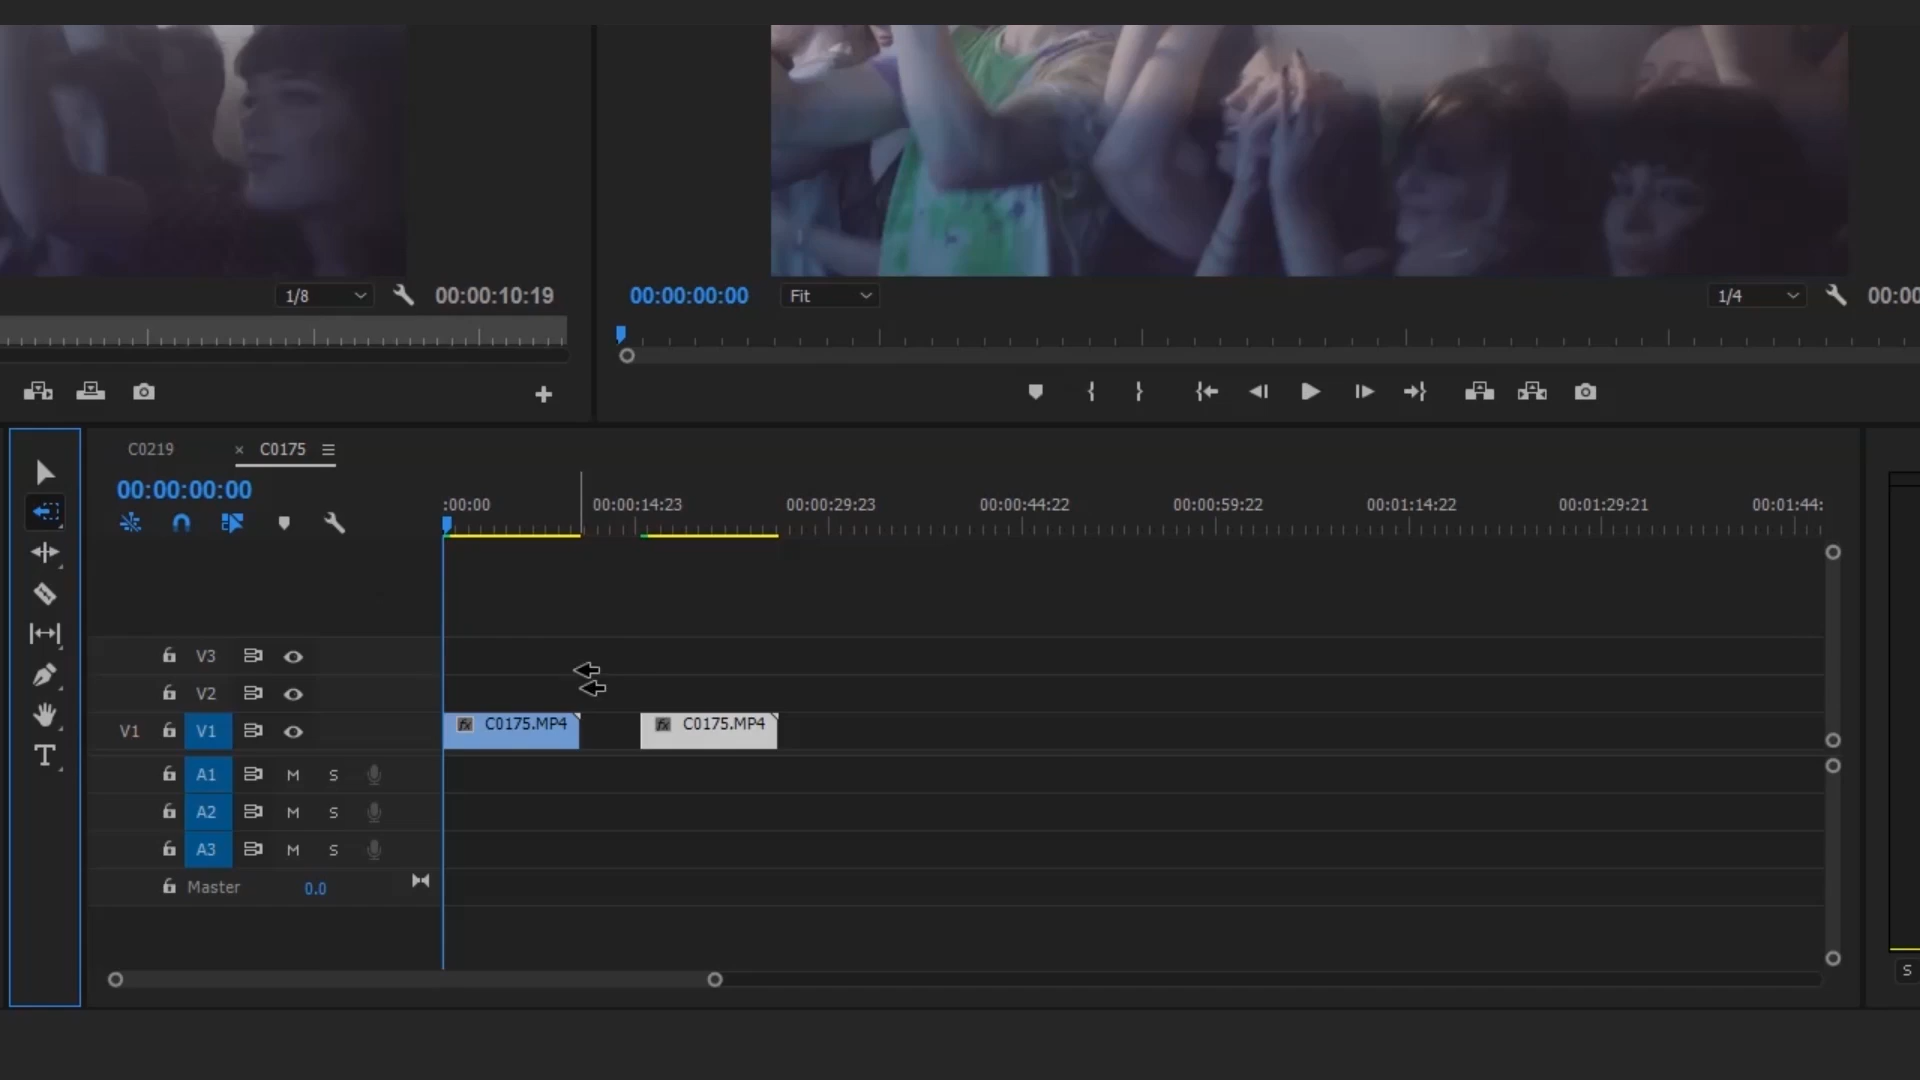 1/8 00:00:10:19
00:00:00:00 Fit 1/4 00:00
C0219 × C0175
00:00:00:00
:00:00 00:00:14:23 00:00:29:23 00:00:44:22 00:00:59:22 00:01:14:22 00:01:29:21 00:01:44:
V3
V2
V1 V1 fx C0175.MP4 fx C0175.MP4
A1 M S
A2 M S
A3 M S
Master 0.0
T
S